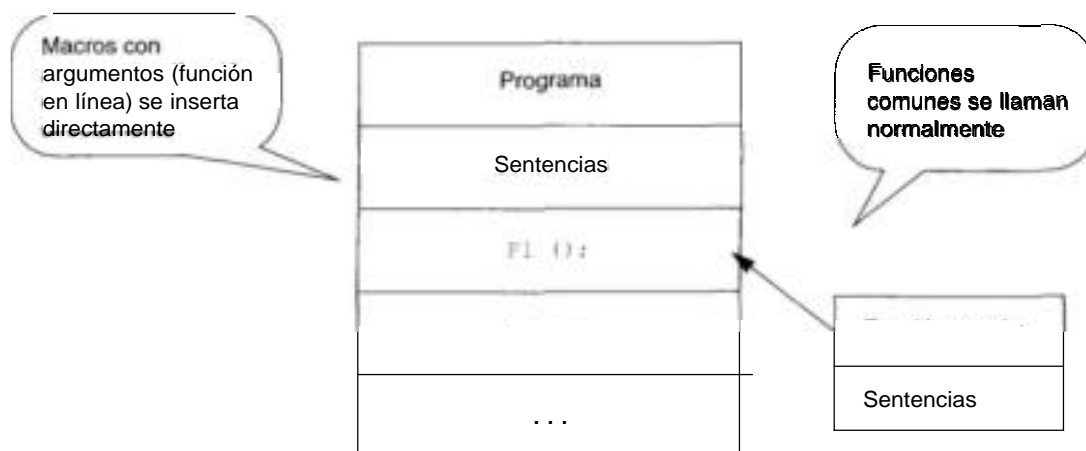 Macros con
argumentos (función
en línea) se inserta
directamente
Programa
Sentencias
F1 ();
. . .
Funciones
comunes se llaman
normalmente
Sentencias